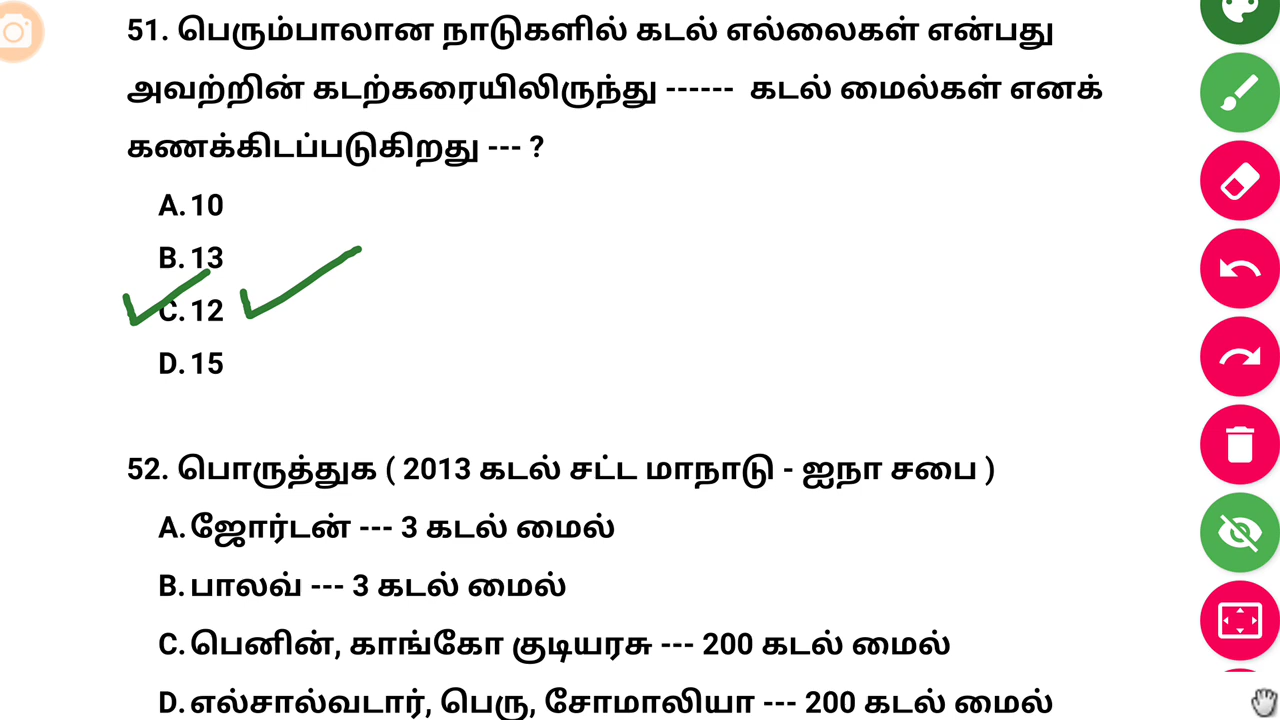 51. பெரும்பாலான நாடுகளில் கடல் எல்லைகள் என்பது
அவற்றின் கடற்கரையிலிருந்து ------ கடல் மைல்கள் எனக்
கணக்கிடப்படுகிறது --- ?
A. 10
B. 13
C. 12
D. 15
52. பொருத்துக ( 2013 கடல் சட்ட மாநாடு - ஐநா சபை )
A. ஜோர்டன் --- 3 கடல் மைல்
B. பாலவ் --- 3 கடல் மைல்
C. பெனின், காங்கோ குடியரசு --- 200 கடல் மைல்
D. எல்சால்வடார், பெரு, சோமாலியா --- 200 கடல் மைல்